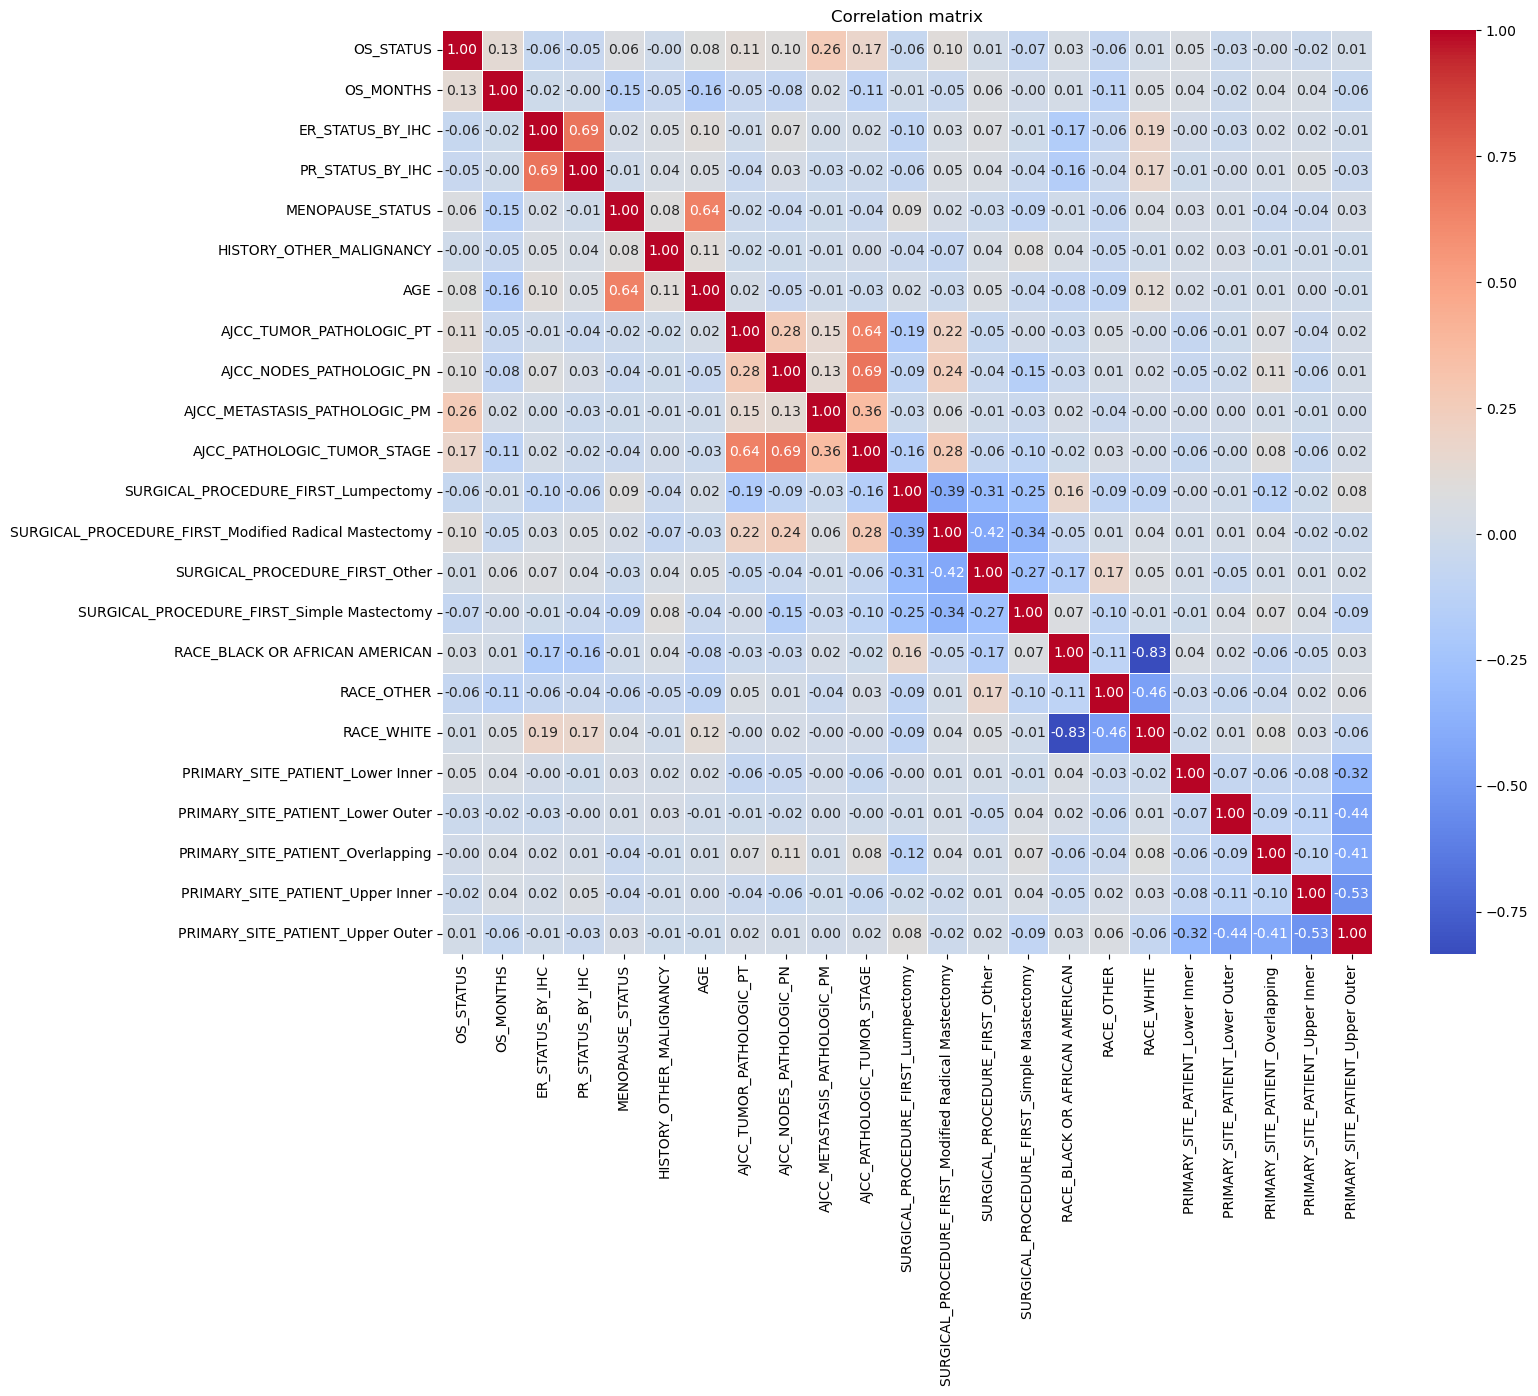 Correlation matrix
OS_STATUS 1.00 0.13 -0.06 -0.05 0.06 -0.00 0.08 0.11 0.10 0.26 0.17 -0.06 0.10 0.01 -0.07 0.03 -0.06 0.01 0.05 -0.03 -0.00 -0.02 0.01
OS_MONTHS 0.13 1.00 -0.02 -0.00 -0.15 -0.05 -0.16 -0.05 -0.08 0.02 -0.11 -0.01 -0.05 0.06 -0.00 0.01 -0.11 0.05 0.04 -0.02 0.04 0.04 -0.06
ER_STATUS_BY_IHC -0.06 -0.02 1.00 0.69 0.02 0.05 0.10 -0.01 0.07 0.00 0.02 -0.10 0.03 0.07 -0.01 -0.17 -0.06 0.19 -0.00 -0.03 0.02 0.02 -0.01
PR_STATUS_BY_IHC -0.05 -0.00 0.69 1.00 -0.01 0.04 0.05 -0.04 0.03 -0.03 -0.02 -0.06 0.05 0.04 -0.04 -0.16 -0.04 0.17 -0.01 -0.00 0.01 0.05 -0.03
MENOPAUSE_STATUS 0.06 -0.15 0.02 -0.01 1.00 0.08 0.64 -0.02 -0.04 -0.01 -0.04 0.09 0.02 -0.03 -0.09 -0.01 -0.06 0.04 0.03 0.01 -0.04 -0.04 0.03
HISTORY_OTHER_MALIGNANCY -0.00 -0.05 0.05 0.04 0.08 1.00 0.11 -0.02 -0.01 -0.01 0.00 -0.04 -0.07 0.04 0.08 0.04 -0.05 -0.01 0.02 0.03 -0.01 -0.01 -0.01
AGE 0.08 -0.16 0.10 0.05 0.64 0.11 1.00 0.02 -0.05 -0.01 -0.03 0.02 -0.03 0.05 -0.04 -0.08 -0.09 0.12 0.02 -0.01 0.01 0.00 -0.01
AJCC_TUMOR_PATHOLOGIC_PT 0.11 -0.05 -0.01 -0.04 -0.02 -0.02 0.02 1.00 0.28 0.15 0.64 -0.19 0.22 -0.05 -0.00 -0.03 0.05 -0.00 -0.06 -0.01 0.07 -0.04 0.02
AJCC_NODES_PATHOLOGIC_PN 0.10 -0.08 0.07 0.03 -0.04 -0.01 -0.05 0.28 1.00 0.13 0.69 -0.09 0.24 -0.04 -0.15 -0.03 0.01 0.02 -0.05 -0.02 0.11 -0.06 0.01
AJCC_METASTASIS_PATHOLOGIC_PM 0.26 0.02 0.00 -0.03 -0.01 -0.01 -0.01 0.15 0.13 1.00 0.36 -0.03 0.06 -0.01 -0.03 0.02 -0.04 -0.00 -0.00 0.00 0.01 -0.01 0.00
AJCC_PATHOLOGIC_TUMOR_STAGE 0.17 -0.11 0.02 -0.02 -0.04 0.00 -0.03 0.64 0.69 0.36 1.00 -0.16 0.28 -0.06 -0.10 -0.02 0.03 -0.00 -0.06 -0.00 0.08 -0.06 0.02
SURGICAL_PROCEDURE_FIRST_Lumpectomy -0.06 -0.01 -0.10 -0.06 0.09 -0.04 0.02 -0.19 -0.09 -0.03 -0.16 1.00 -0.39 -0.31 -0.25 0.16 -0.09 -0.09 -0.00 -0.01 -0.12 -0.02 0.08
SURGICAL_PROCEDURE_FIRST_Modified Radical Mastectomy 0.10 -0.05 0.03 0.05 0.02 -0.07 -0.03 0.22 0.24 0.06 0.28 -0.39 1.00 -0.42 -0.34 -0.05 0.01 0.04 0.01 0.01 0.04 -0.02 -0.02
SURGICAL_PROCEDURE_FIRST_Other 0.01 0.06 0.07 0.04 -0.03 0.04 0.05 -0.05 -0.04 -0.01 -0.06 -0.31 -0.42 1.00 -0.27 -0.17 0.17 0.05 0.01 -0.05 0.01 0.01 0.02
SURGICAL_PROCEDURE_FIRST_Simple Mastectomy -0.07 -0.00 -0.01 -0.04 -0.09 0.08 -0.04 -0.00 -0.15 -0.03 -0.10 -0.25 -0.34 -0.27 1.00 0.07 -0.10 -0.01 -0.01 0.04 0.07 0.04 -0.09
RACE_BLACK OR AFRICAN AMERICAN 0.03 0.01 -0.17 -0.16 -0.01 0.04 -0.08 -0.03 -0.03 0.02 -0.02 0.16 -0.05 -0.17 0.07 1.00 -0.11 -0.83 0.04 0.02 -0.06 -0.05 0.03
RACE_OTHER -0.06 -0.11 -0.06 -0.04 -0.06 -0.05 -0.09 0.05 0.01 -0.04 0.03 -0.09 0.01 0.17 -0.10 -0.11 1.00 -0.46 -0.03 -0.06 -0.04 0.02 0.06
RACE_WHITE 0.01 0.05 0.19 0.17 0.04 -0.01 0.12 -0.00 0.02 -0.00 -0.00 -0.09 0.04 0.05 -0.01 -0.83 -0.46 1.00 -0.02 0.01 0.08 0.03 -0.06
PRIMARY_SITE_PATIENT_Lower Inner 0.05 0.04 -0.00 -0.01 0.03 0.02 0.02 -0.06 -0.05 -0.00 -0.06 -0.00 0.01 0.01 -0.01 0.04 -0.03 -0.02 1.00 -0.07 -0.06 -0.08 -0.32
PRIMARY_SITE_PATIENT_Lower Outer -0.03 -0.02 -0.03 -0.00 0.01 0.03 -0.01 -0.01 -0.02 0.00 -0.00 -0.01 0.01 -0.05 0.04 0.02 -0.06 0.01 -0.07 1.00 -0.09 -0.11 -0.44
PRIMARY_SITE_PATIENT_Overlapping -0.00 0.04 0.02 0.01 -0.04 -0.01 0.01 0.07 0.11 0.01 0.08 -0.12 0.04 0.01 0.07 -0.06 -0.04 0.08 -0.06 -0.09 1.00 -0.10 -0.41
PRIMARY_SITE_PATIENT_Upper Inner -0.02 0.04 0.02 0.05 -0.04 -0.01 0.00 -0.04 -0.06 -0.01 -0.06 -0.02 -0.02 0.01 0.04 -0.05 0.02 0.03 -0.08 -0.11 -0.10 1.00 -0.53
PRIMARY_SITE_PATIENT_Upper Outer 0.01 -0.06 -0.01 -0.03 0.03 -0.01 -0.01 0.02 0.01 0.00 0.02 0.08 -0.02 0.02 -0.09 0.03 0.06 -0.06 -0.32 -0.44 -0.41 -0.53 1.00
OS_STATUS
OS_MONTHS
ER_STATUS_BY_IHC
PR_STATUS_BY_IHC
MENOPAUSE_STATUS
HISTORY_OTHER_MALIGNANCY
AGE
AJCC_TUMOR_PATHOLOGIC_PT
AJCC_NODES_PATHOLOGIC_PN
AJCC_METASTASIS_PATHOLOGIC_PM
AJCC_PATHOLOGIC_TUMOR_STAGE
SURGICAL_PROCEDURE_FIRST_Lumpectomy
SURGICAL_PROCEDURE_FIRST_Modified Radical Mastectomy
SURGICAL_PROCEDURE_FIRST_Other
SURGICAL_PROCEDURE_FIRST_Simple Mastectomy
RACE_BLACK OR AFRICAN AMERICAN
RACE_OTHER
RACE_WHITE
PRIMARY_SITE_PATIENT_Lower Inner
PRIMARY_SITE_PATIENT_Lower Outer
PRIMARY_SITE_PATIENT_Overlapping
PRIMARY_SITE_PATIENT_Upper Inner
PRIMARY_SITE_PATIENT_Upper Outer
1.00
0.75
0.50
0.25
0.00
−0.25
−0.50
−0.75